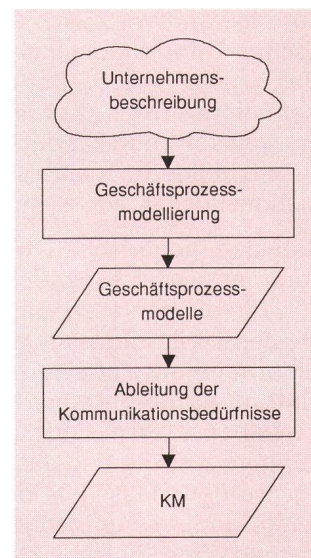 Unternehmens-
beschreibung
Geschäftsprozess-
modellierung
Geschäftsprozess-
modelle
Ableitung der
Kommunikationsbedürfnisse
KM